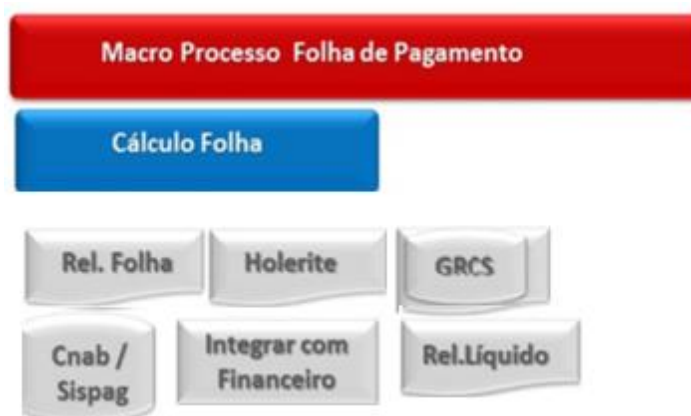 Macro Processo Folha de Pagamento
Cálculo Folha
Rel. Folha
Holerite
GRCS
Cnab /
Sispag
Integrar com
Financeiro
Rel.Líquido